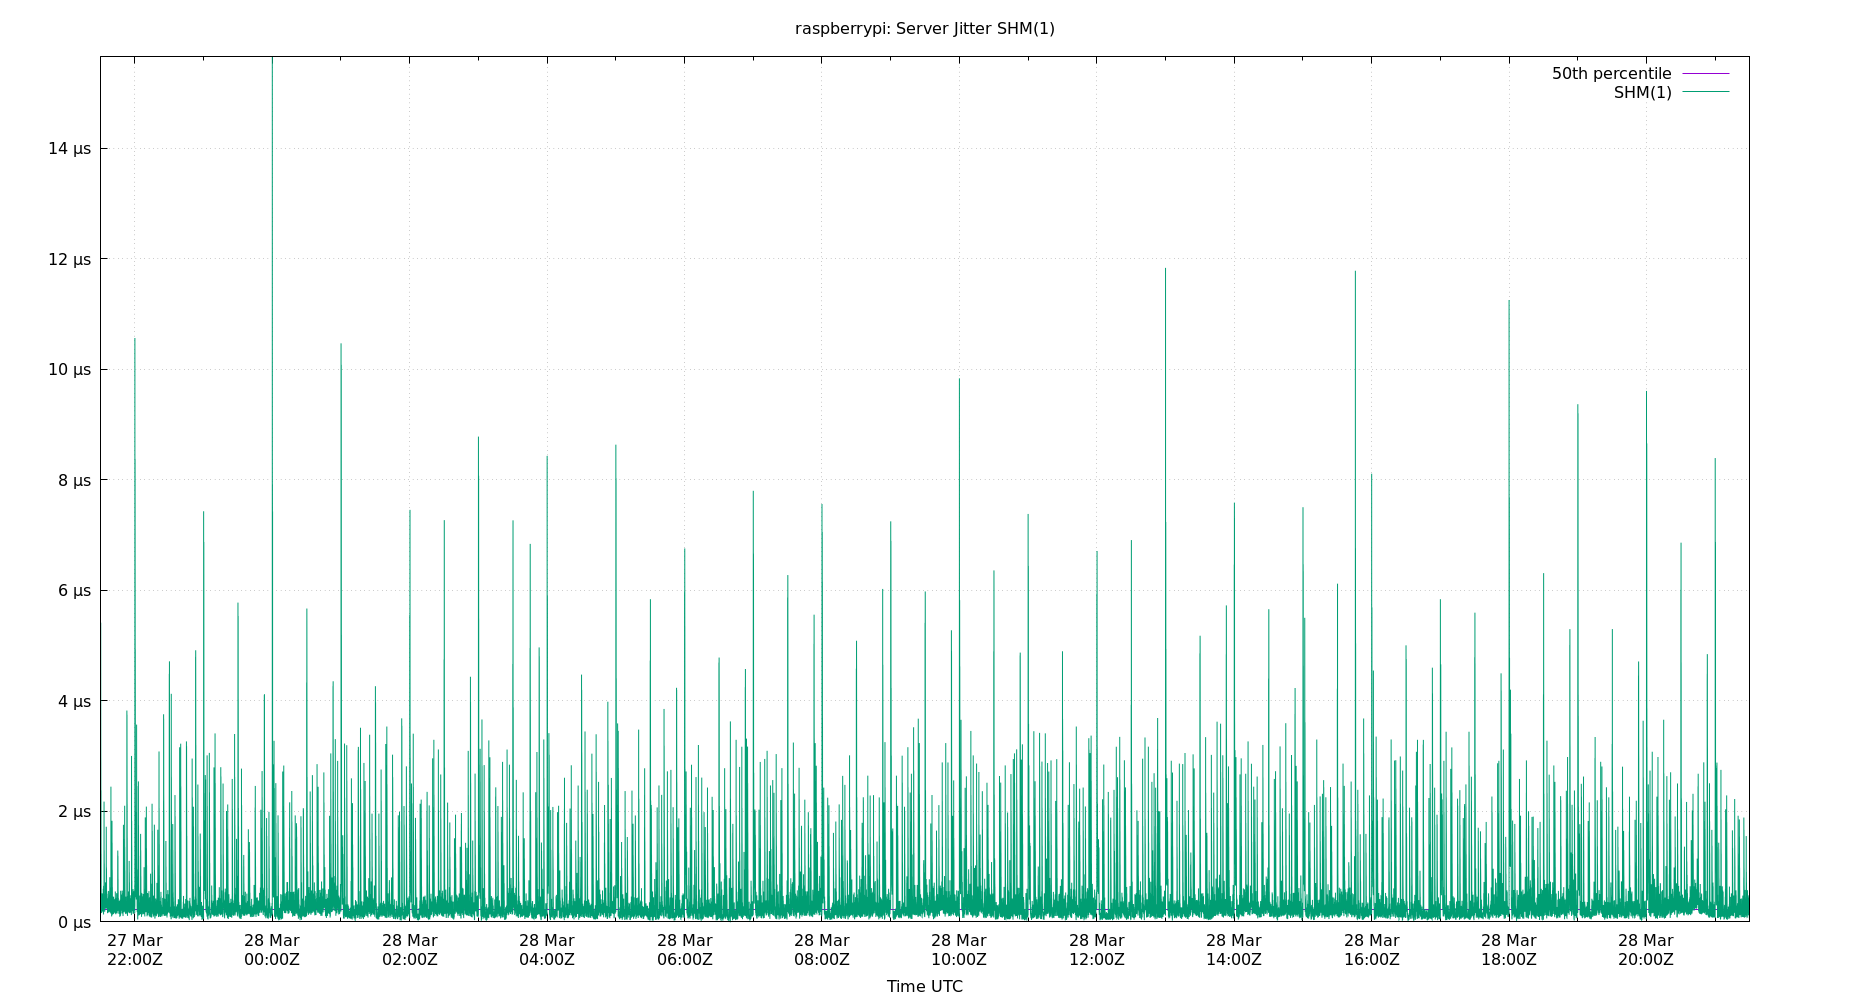 raspberrypi: Server Jitter SHM(1)
50th percentile
SHM(1)
14 µs
12 µs
10 µs
8 µs
6 µs
4 µs
2 µs
0 µs
27 Mar 28 Mar 28 Mar 28 Mar 28 Mar 28 Mar 28 Mar 28 Mar 28 Mar 28 Mar 28 Mar 28 Mar
22:00Z 00:00Z 02:00Z 04:00Z 06:00Z 08:00Z 10:00Z 12:00Z 14:00Z 16:00Z 18:00Z 20:00Z
Time UTC